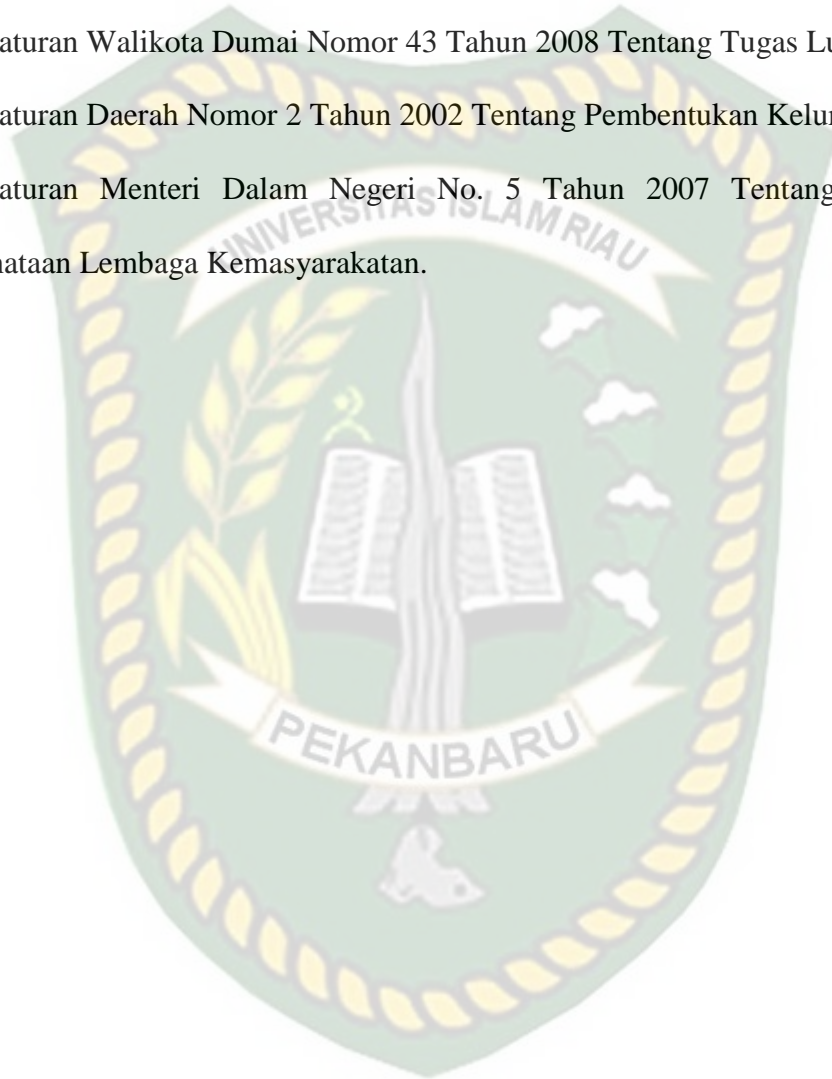 aturan Walikota Dumai Nomor 43 Tahun 2008 Tentang Tugas Lu
aturan Daerah Nomor 2 Tahun 2002 Tentang Pembentukan Kelur
aturan Menteri Dalam Negeri No. 5 Tahun 2007 Tentang
UNIVERSITAS ISLAM RIAU
nataan Lembaga Kemasyarakatan.
PEKANBARU